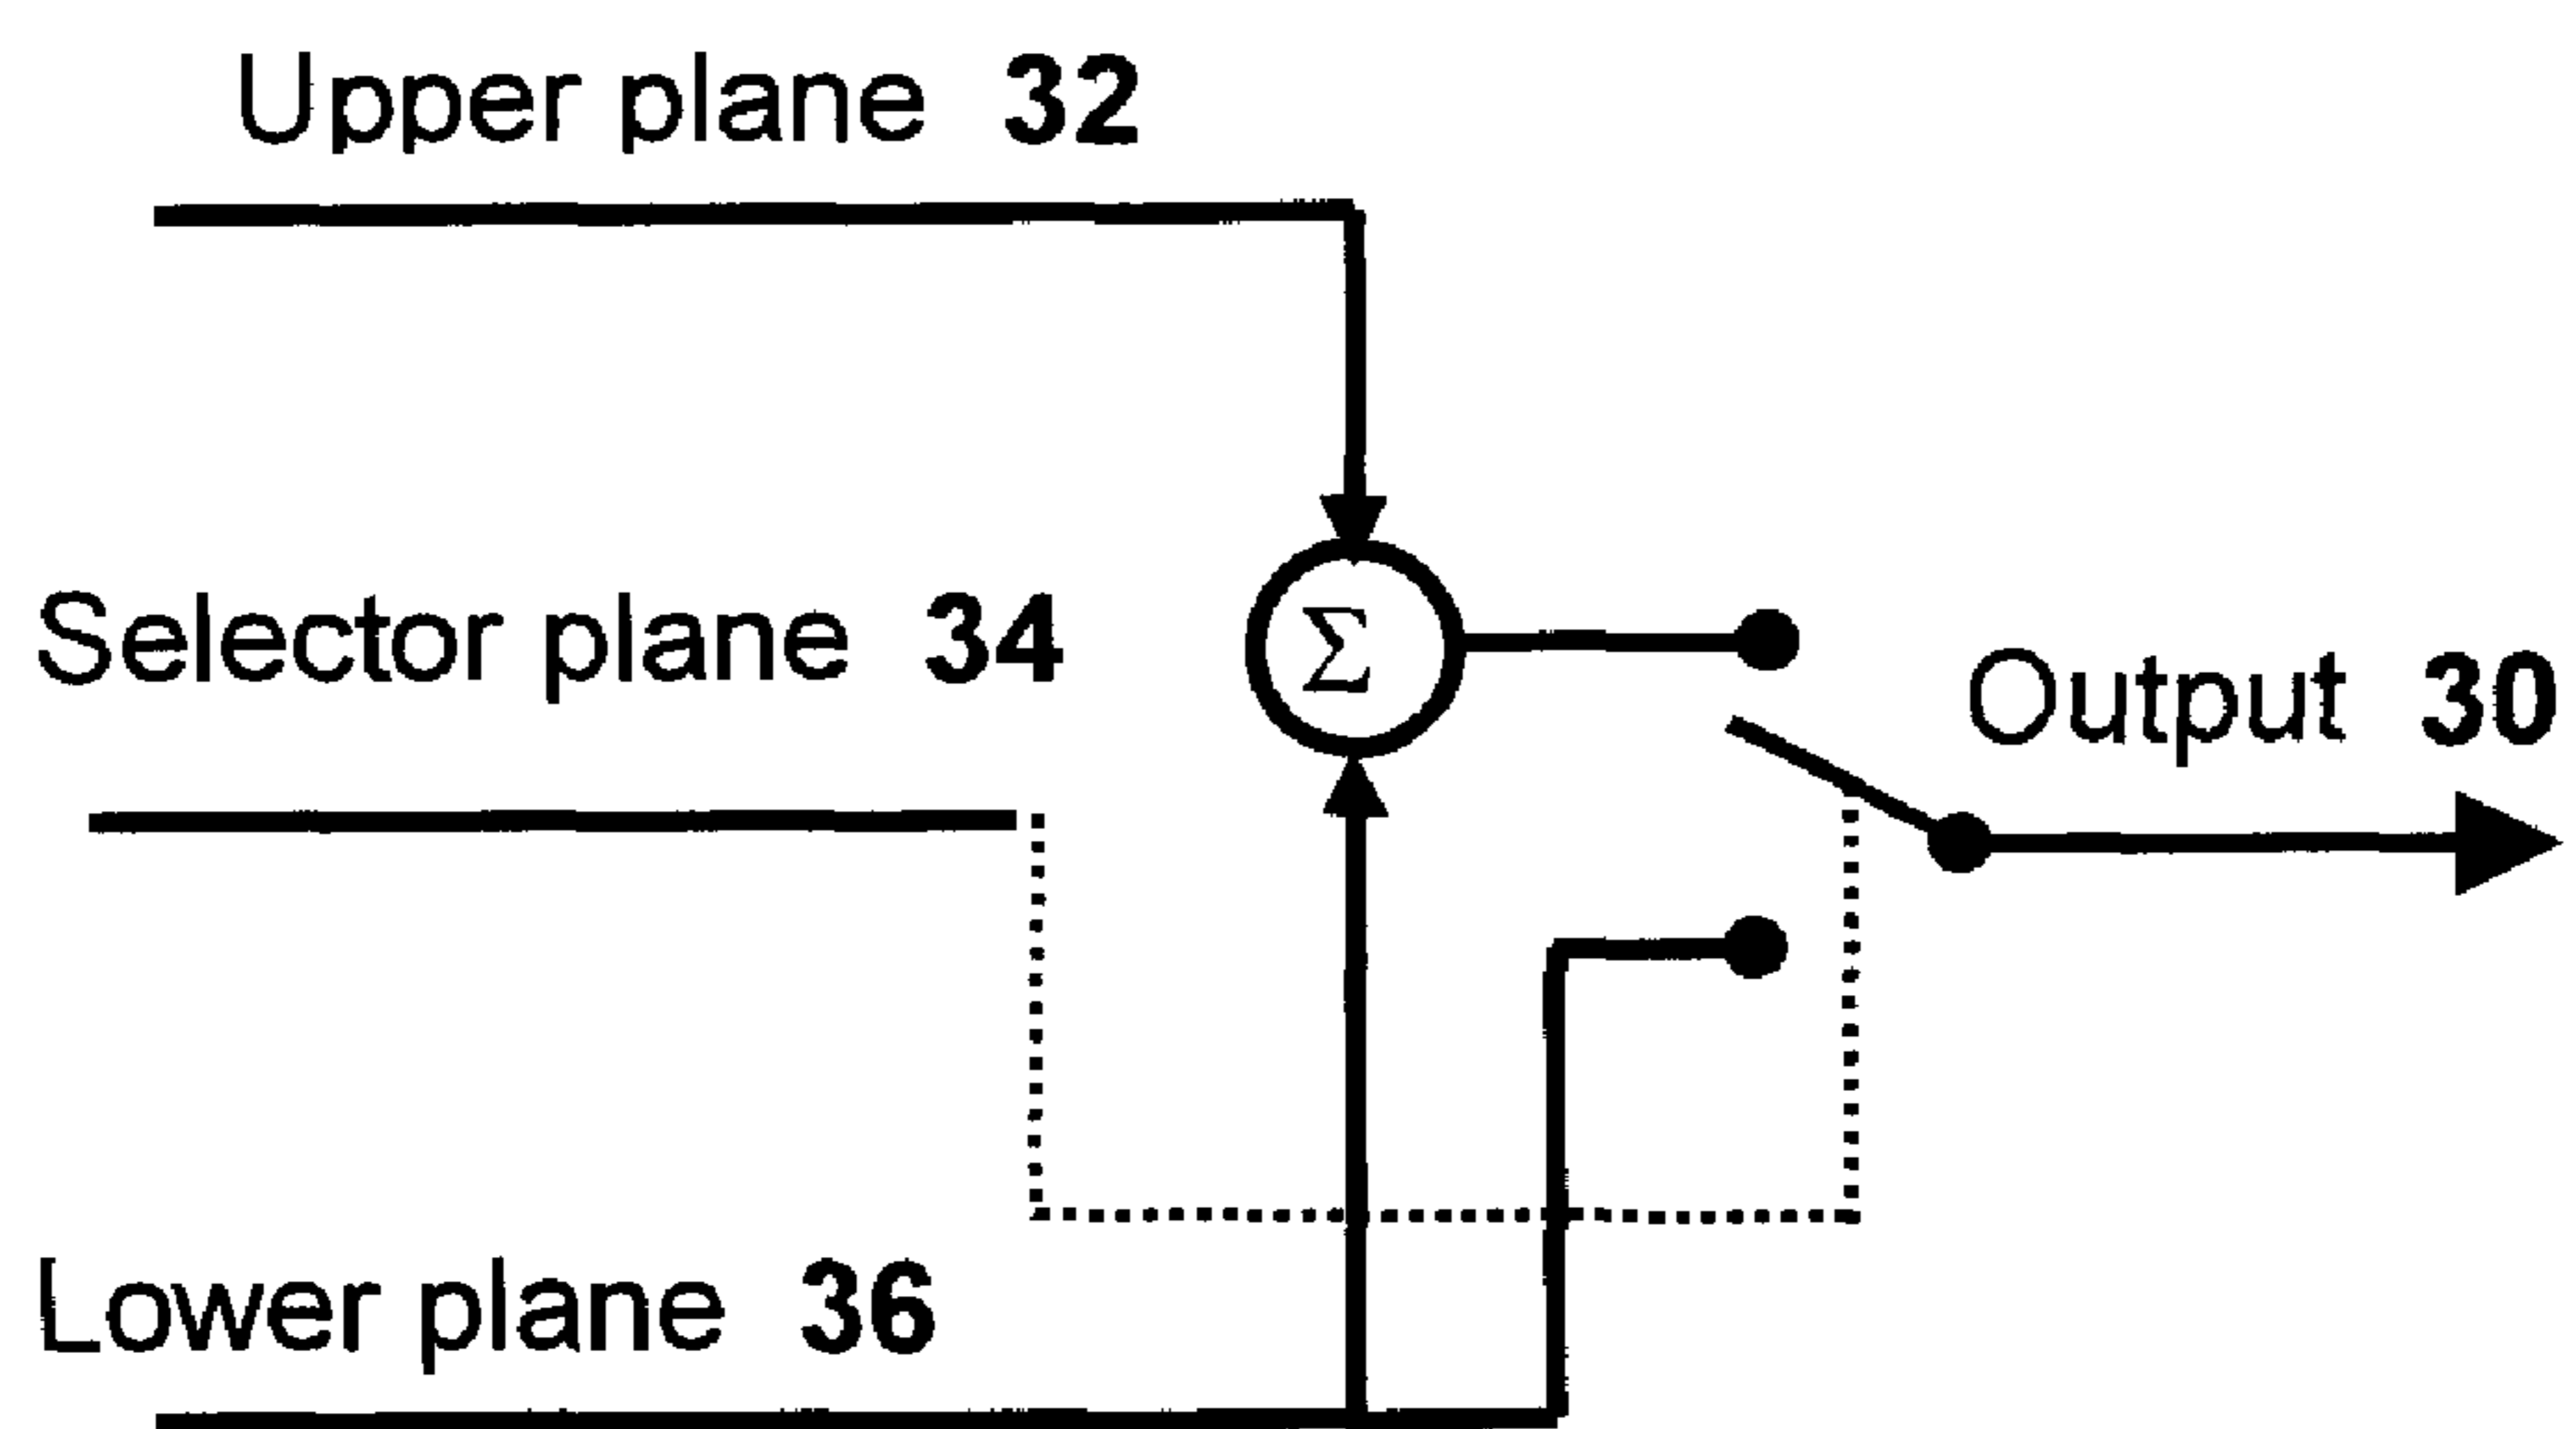 Upper plane 32
Selector plane 34
Σ
Output 30
Lower plane 36